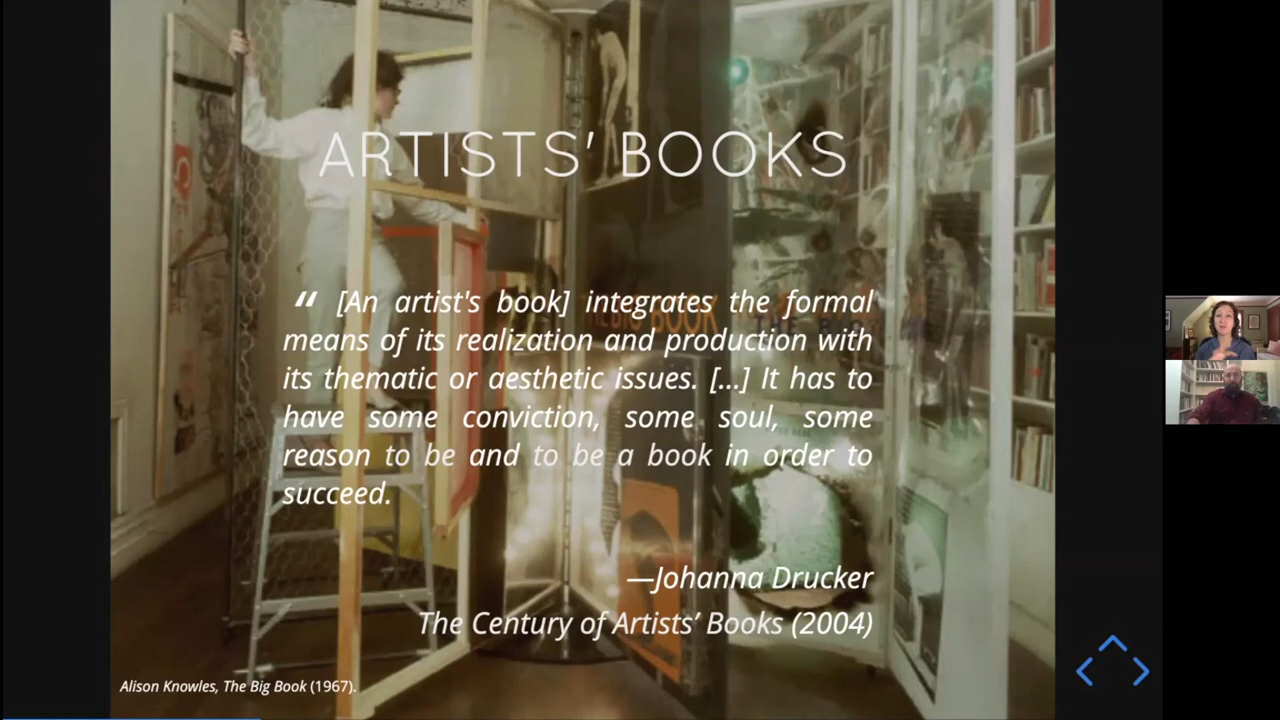 ARTISTS' BOOKS
“ [An artist's book] integrates the formal
means of its realization and production with
its thematic or aesthetic issues. [...] It has to
have some conviction, some soul, some
reason to be and to be a book in order to
succeed.
—Johanna Drucker
The Century of Artists’ Books (2004)
Alison Knowles, The Big Book (1967).